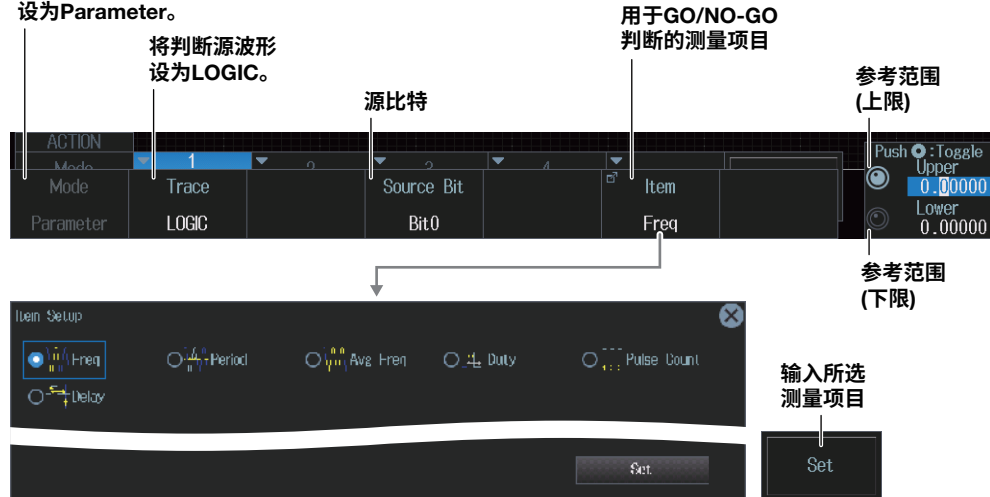 设为Parameter。
将判断源波形
设为LOGIC。
源比特
用于GO/NO-GO
判断的测量项目
参考范围
(上限)
ACTION
Mode
1
2
3
4
Push :Toggle
Upper
0.00000
Lower
0.00000
Mode
Parameter
Trace
LOGIC
Source Bit
Bit0
Item
Freq
参考范围
(下限)
Item Setup
Freq
Period
Avg Freq
Duty
Pulse Count
Delay
Set
输入所选
测量项目
Set